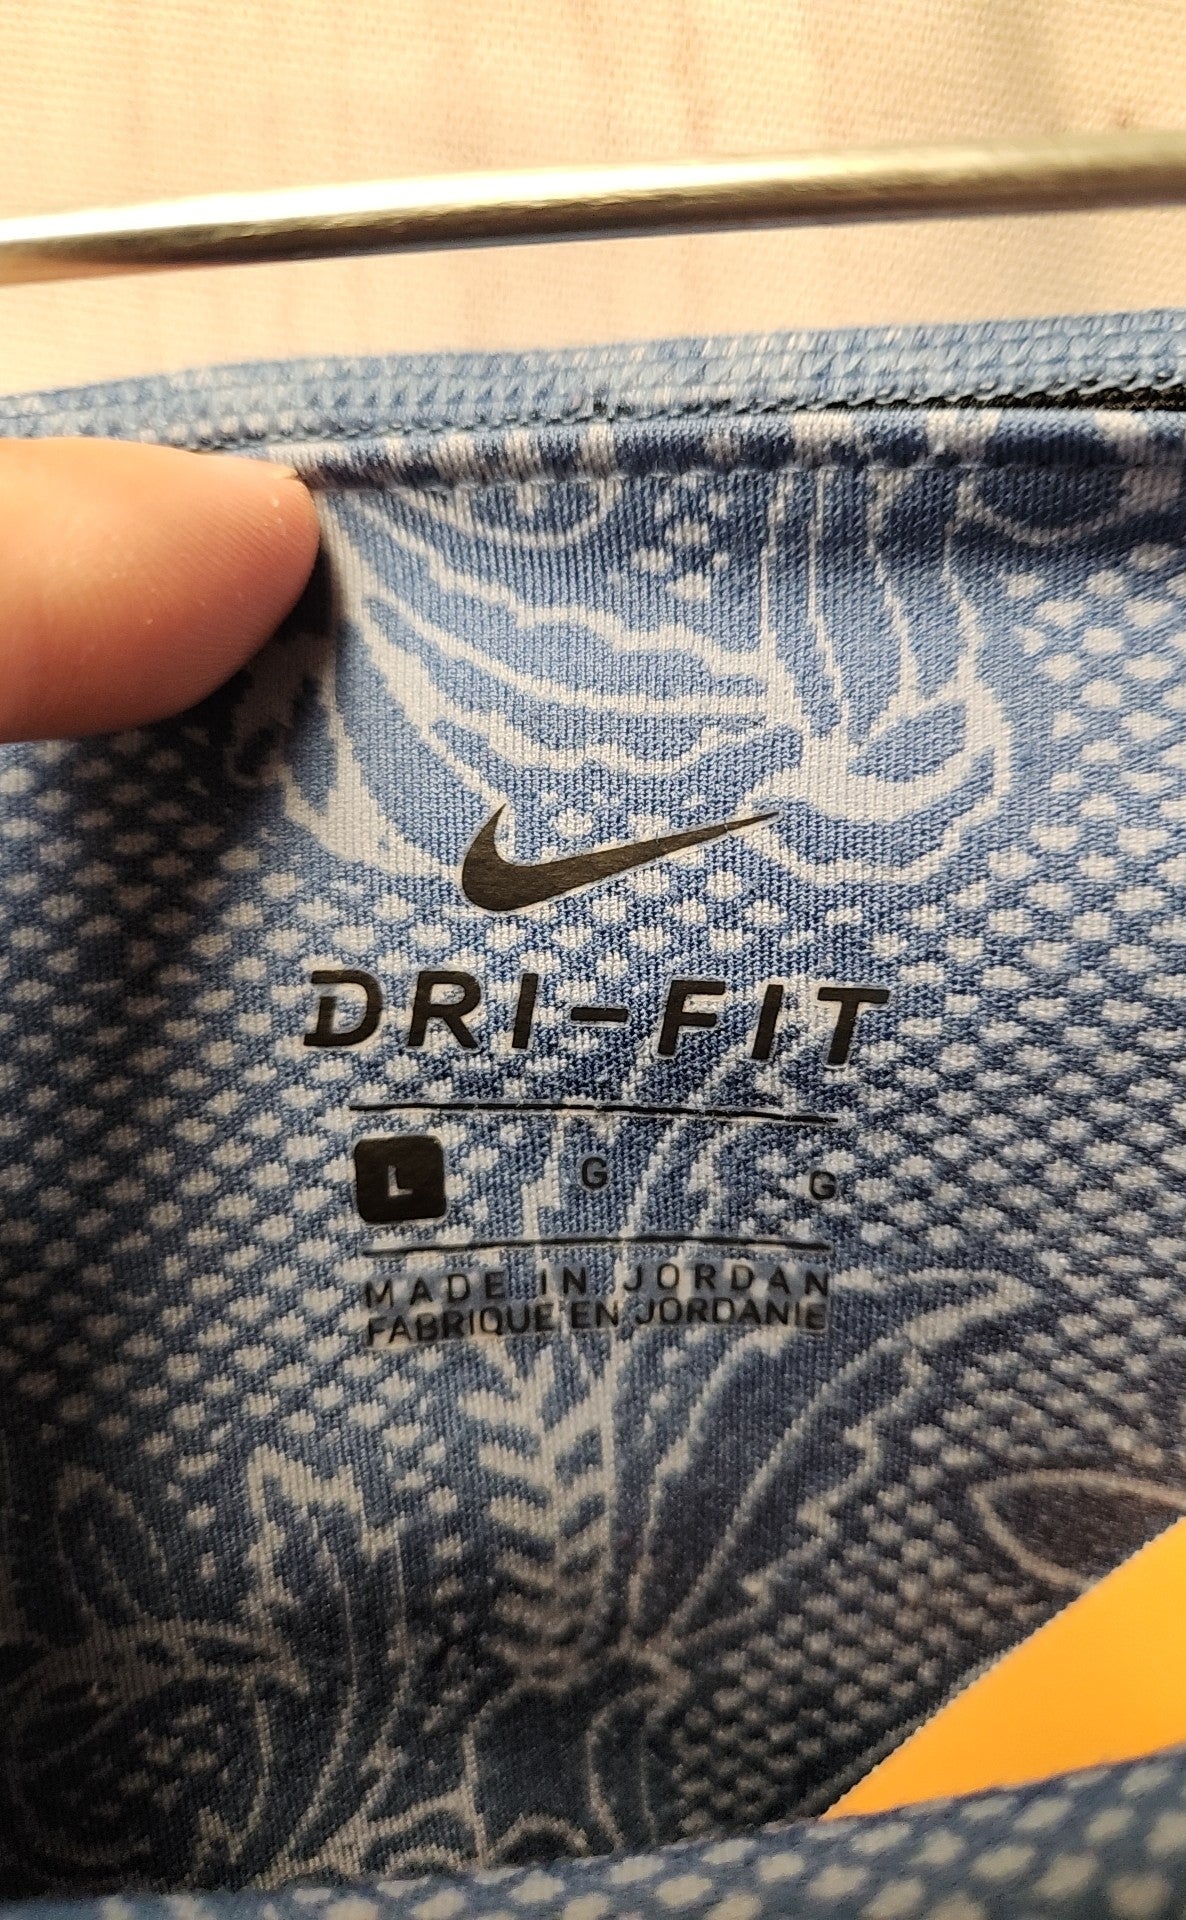 DRI-FIT
L G G
MADE IN JORDAN
FABRIQUE EN JORDANIE